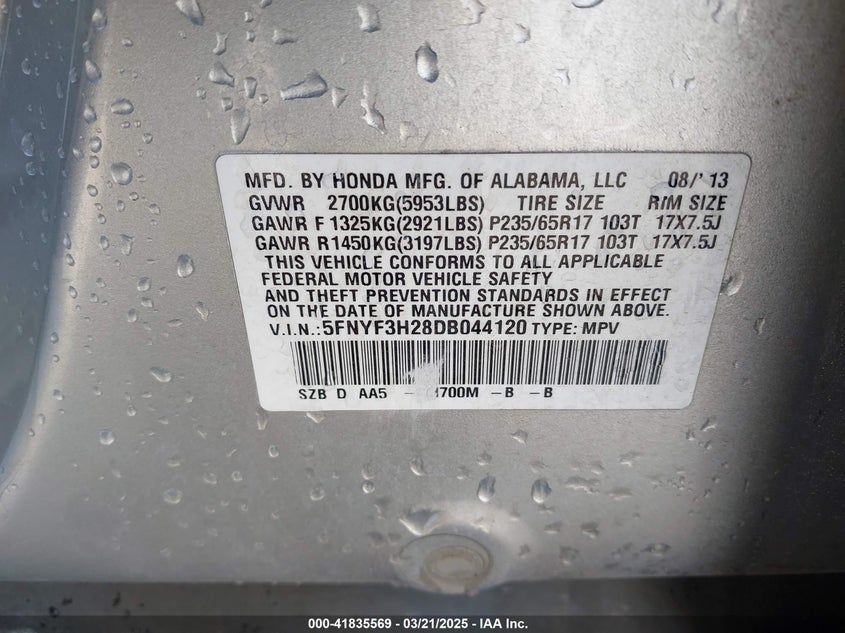 MFD. BY HONDA MFG. OF ALABAMA, LLC 08/'13
GVWR 2700KG(5953LBS) TIRE SIZE RIM SIZE
GAWR F 1325KG(2921LBS) P235/65R17 103T 17X7.5J
GAWR R1450KG(3197LBS) P235/65R17 103T 17X7.5J
THIS VEHICLE CONFORMS TO ALL APPLICABLE
FEDERAL MOTOR VEHICLE SAFETY
AND THEFT PREVENTION STANDARDS IN EFFECT
ON THE DATE OF MANUFACTURE SHOWN ABOVE.
V.I.N.:5FNYF3H28DB044120 TYPE: MPV
SZB D AA5 - 700M -B -B
000-41835569 - 03/21/2025 - IAA Inc.